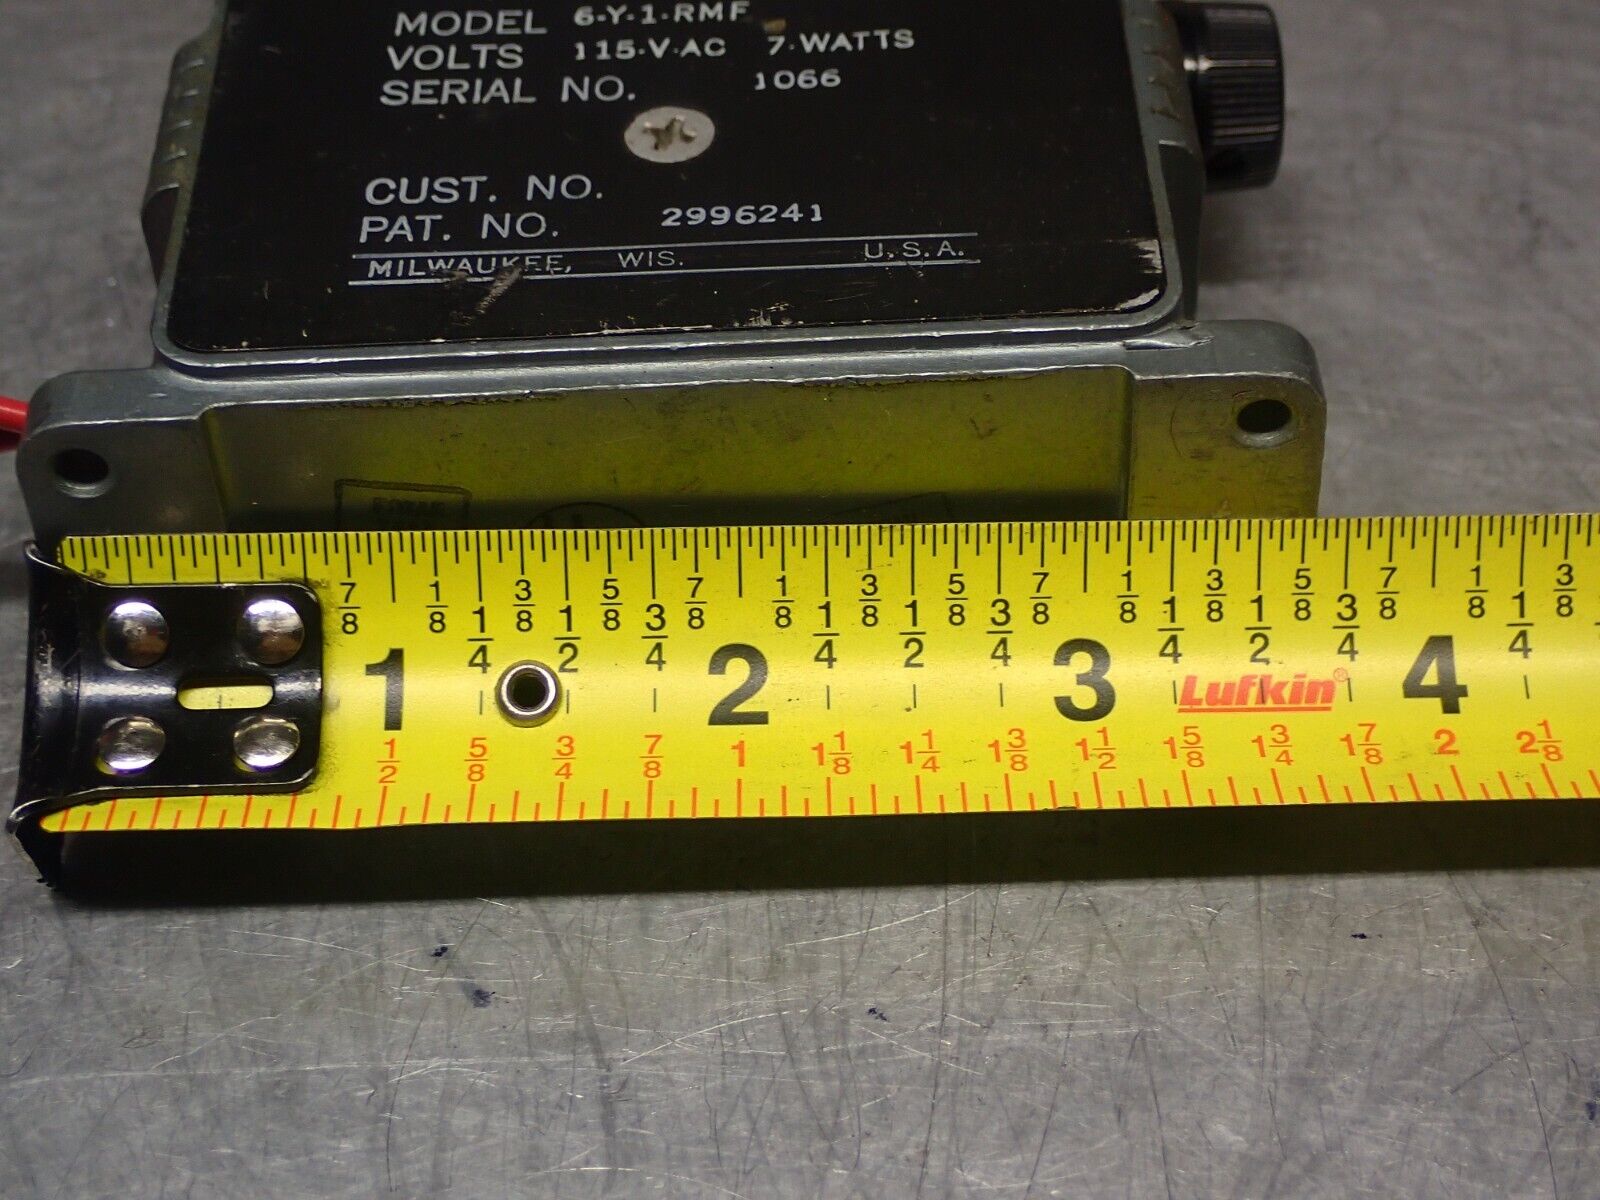 MODEL 6-Y-1-RMF
VOLTS 115-V-AC 7-WATTS
SERIAL NO. 1066
CUST. NO.
PAT. NO. 2996241
MILWAUKEE, WIS. U.S.A.
7/8 1/8 1/4 3/8 1/2 5/8 3/4 7/8 1/8 1/4 3/8 1/2 5/8 3/4 7/8 1/8 1/4 3/8 1/2 5/8 3/4 7/8 1/8 1/4 3/8
1 2 3 4
Lufkin®
1/2 5/8 3/4 7/8 1 1 1/8 1 1/4 1 3/8 1 1/2 1 5/8 1 3/4 1 7/8 2 2 1/8